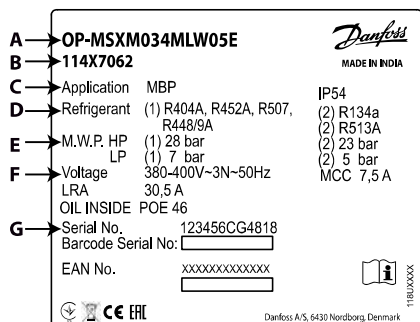 A OP-MSXM034MLW05E Danfoss
B 114X7062 MADE IN INDIA
C Application MBP IP54
D Refrigerant (1) R404A, R452A, R507, (2) R134a
R448/9A (2) R513A
E M.W.P. HP (1) 28 bar (2) 23 bar
LP (1) 7 bar (2) 5 bar
F Voltage 380-400V~3N~50Hz MCC 7,5 A
LRA 30,5 A
OIL INSIDE POE 46
G Serial No. 123456CG4818
Barcode Serial No:
EAN No. XXXXXXXXXXXXX
118UXXXX
CE EAC Danfoss A/S, 6430 Nordborg, Denmark